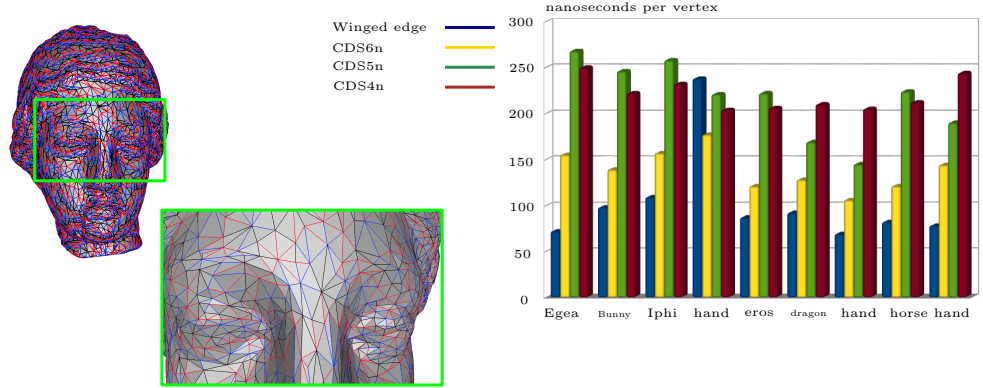 nanoseconds per vertex
Winged edge
CDS6n
CDS5n
CDS4n
300
250
200
150
100
50
0
Egea Bunny Iphi hand eros dragon hand horse hand